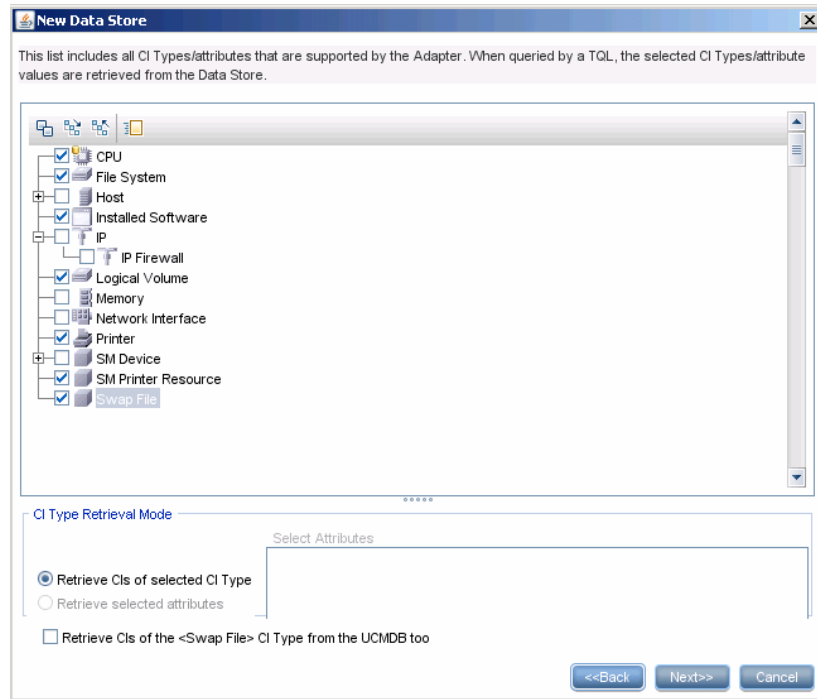 New Data Store
This list includes all CI Types/attributes that are supported by the Adapter. When queried by a TQL, the selected CI Types/attribute
values are retrieved from the Data Store.
CPU
File System
Host
Installed Software
IP
IP Firewall
Logical Volume
Memory
Network Interface
Printer
SM Device
SM Printer Resource
Swap File
CI Type Retrieval Mode
Select Attributes
Retrieve CIs of selected CI Type
Retrieve selected attributes
Retrieve CIs of the <Swap File> CI Type from the UCMDB too
<<Back Next>> Cancel